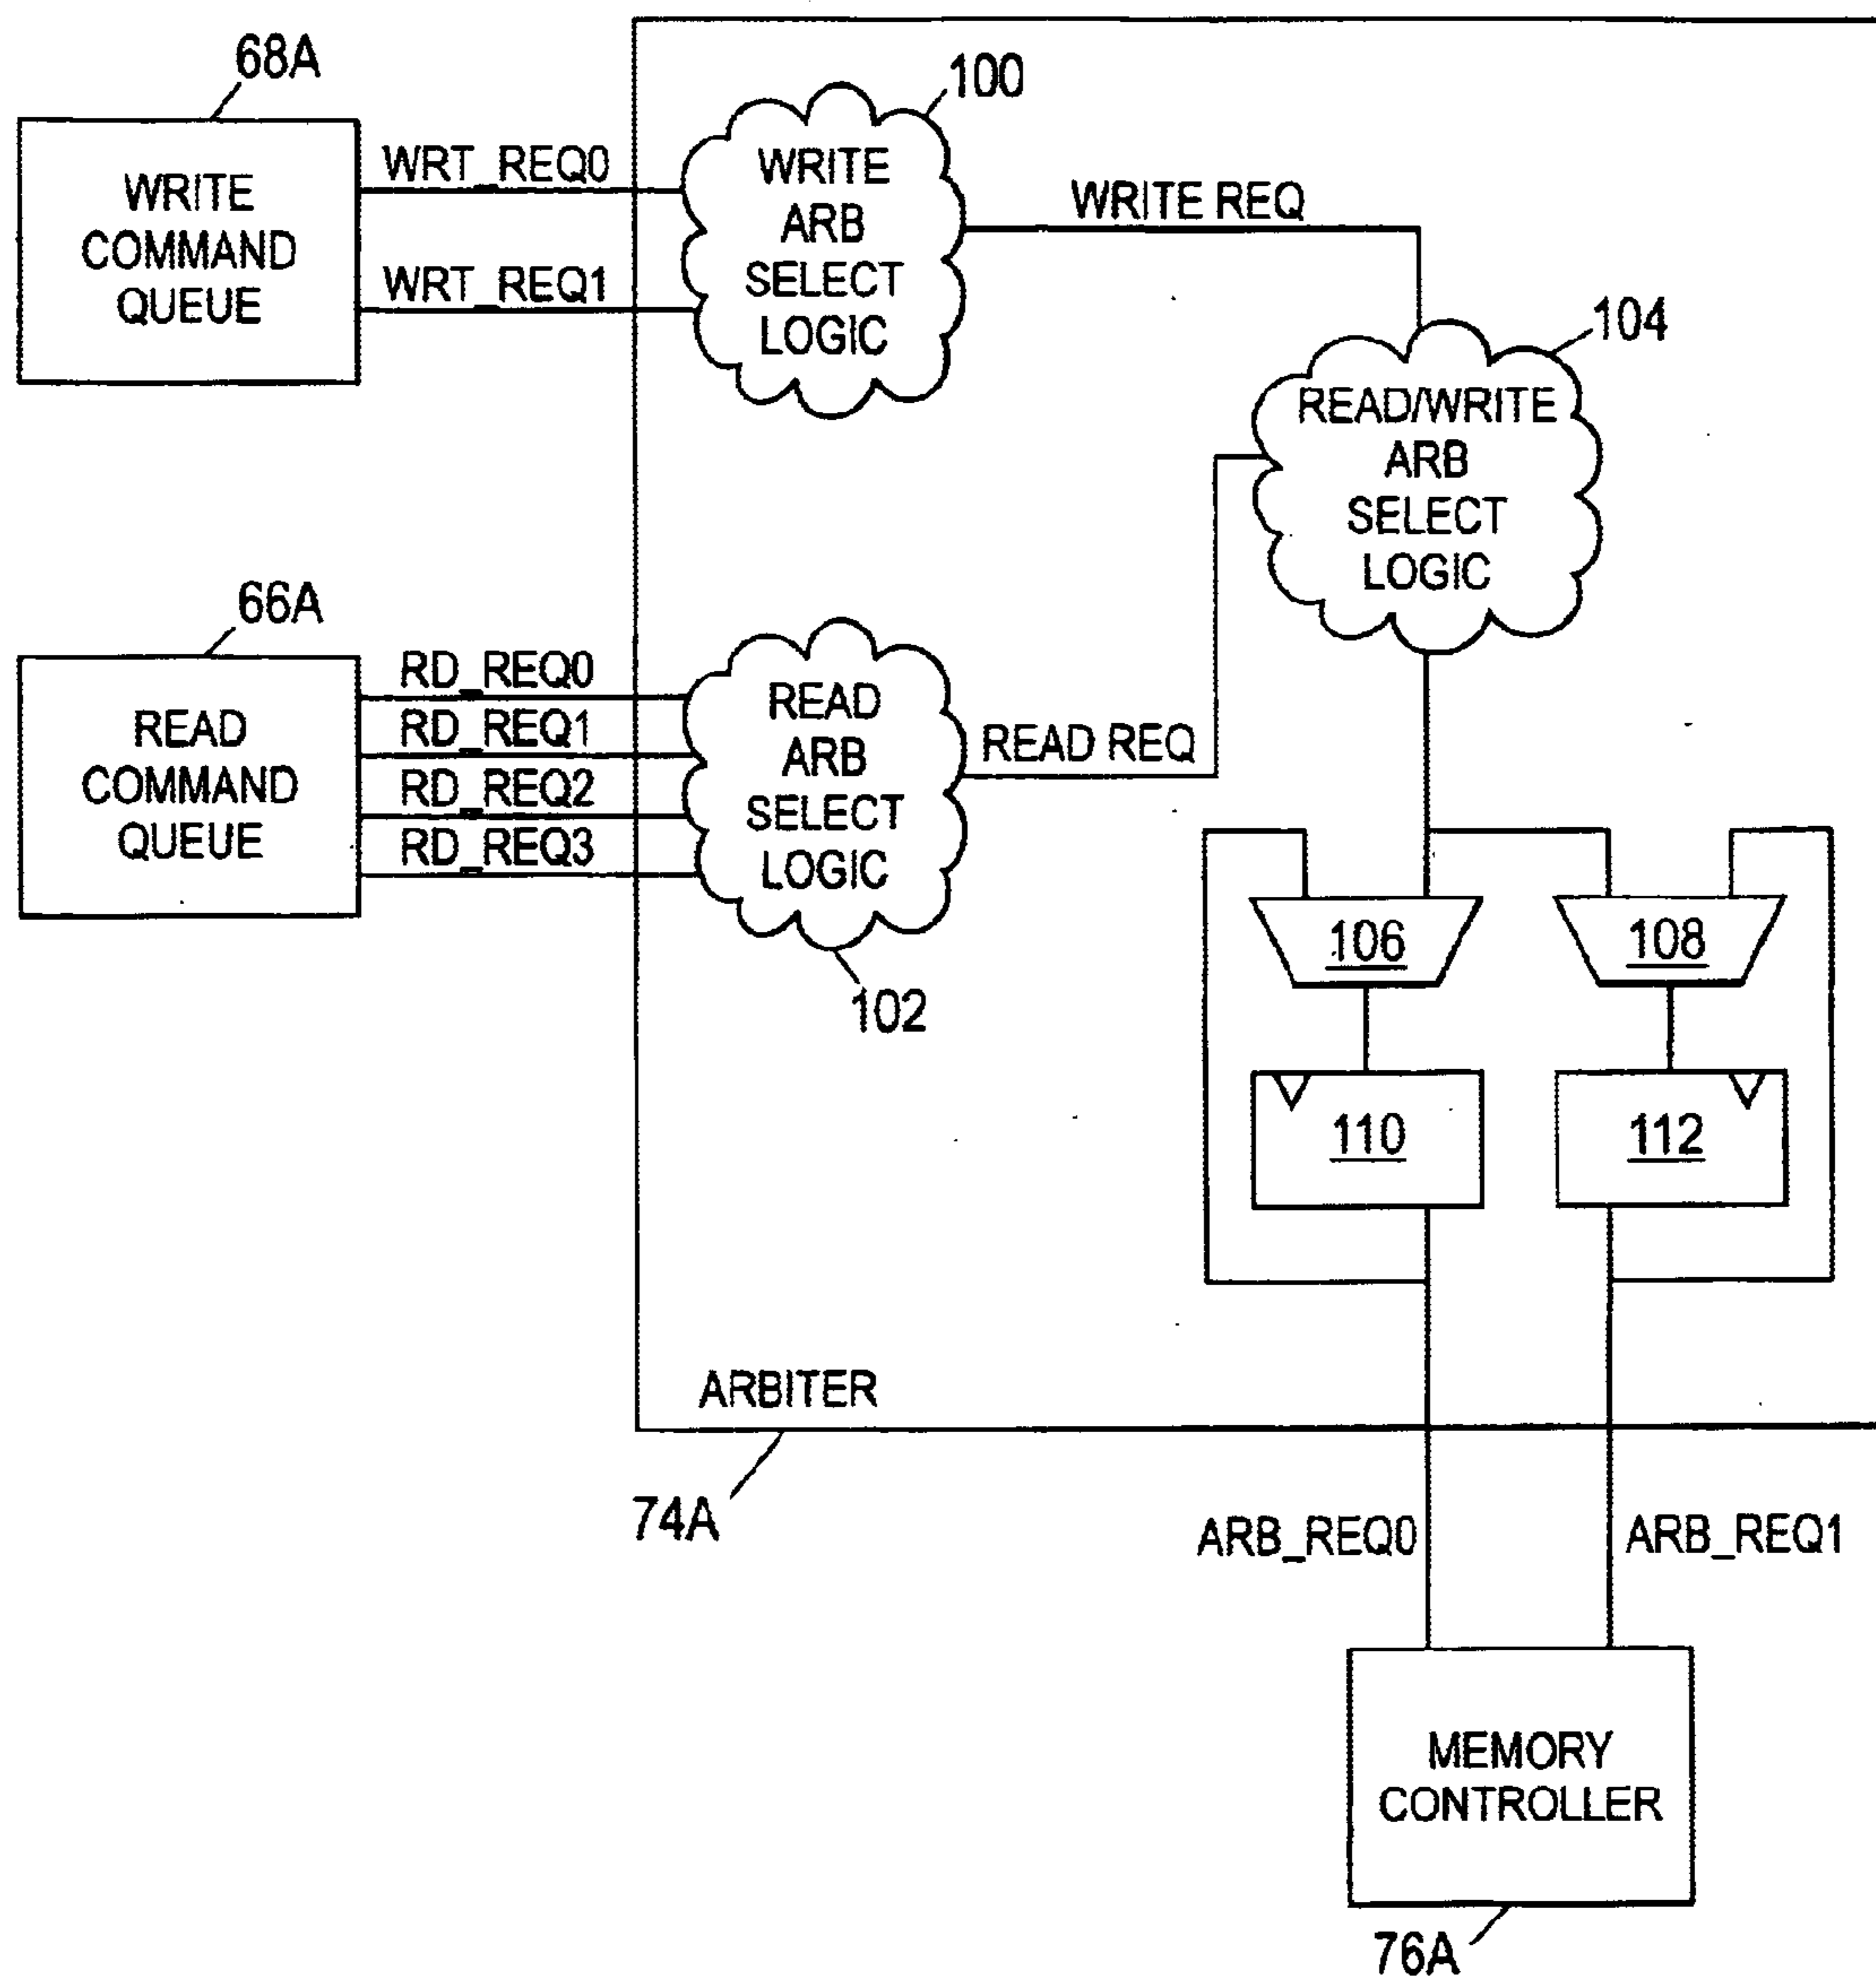 68A
WRITE
COMMAND
QUEUE
WRT_REQ0
WRT_REQ1
100
WRITE
ARB
SELECT
LOGIC
WRITE REQ
104
READ/WRITE
ARB
SELECT
LOGIC
66A
READ
COMMAND
QUEUE
RD_REQ0
RD_REQ1
RD_REQ2
RD_REQ3
READ
ARB
SELECT
LOGIC
READ REQ
102
106
108
110
112
ARBITER
74A
ARB_REQ0
ARB_REQ1
MEMORY
CONTROLLER
76A